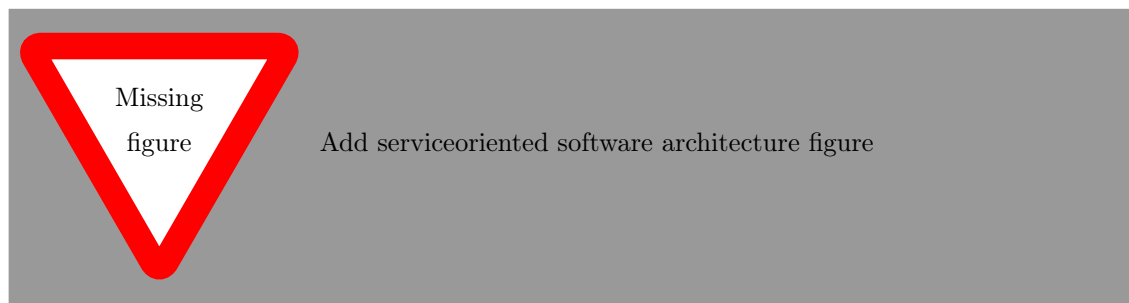 Missing
figure
Add serviceoriented software architecture figure